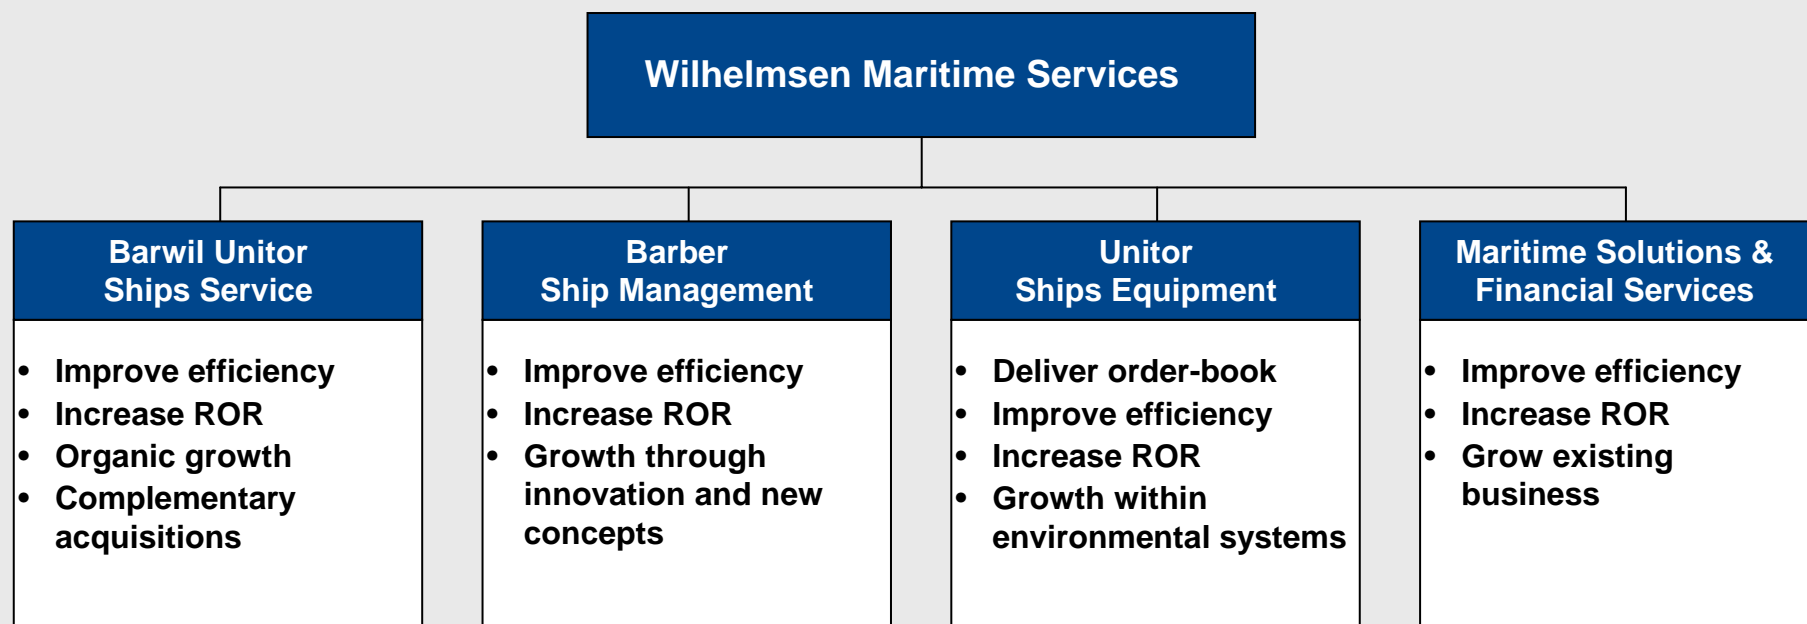 Wilhelmsen Maritime Services
Barwil Unitor
Ships Service
• Improve efficiency
• Increase ROR
• Organic growth
• Complementary
acquisitions
Barber
Ship Management
• Improve efficiency
• Increase ROR
• Growth through
innovation and new
concepts
Unitor
Ships Equipment
• Deliver order-book
• Improve efficiency
• Increase ROR
• Growth within
environmental systems
Maritime Solutions &
Financial Services
• Improve efficiency
• Increase ROR
• Grow existing
business